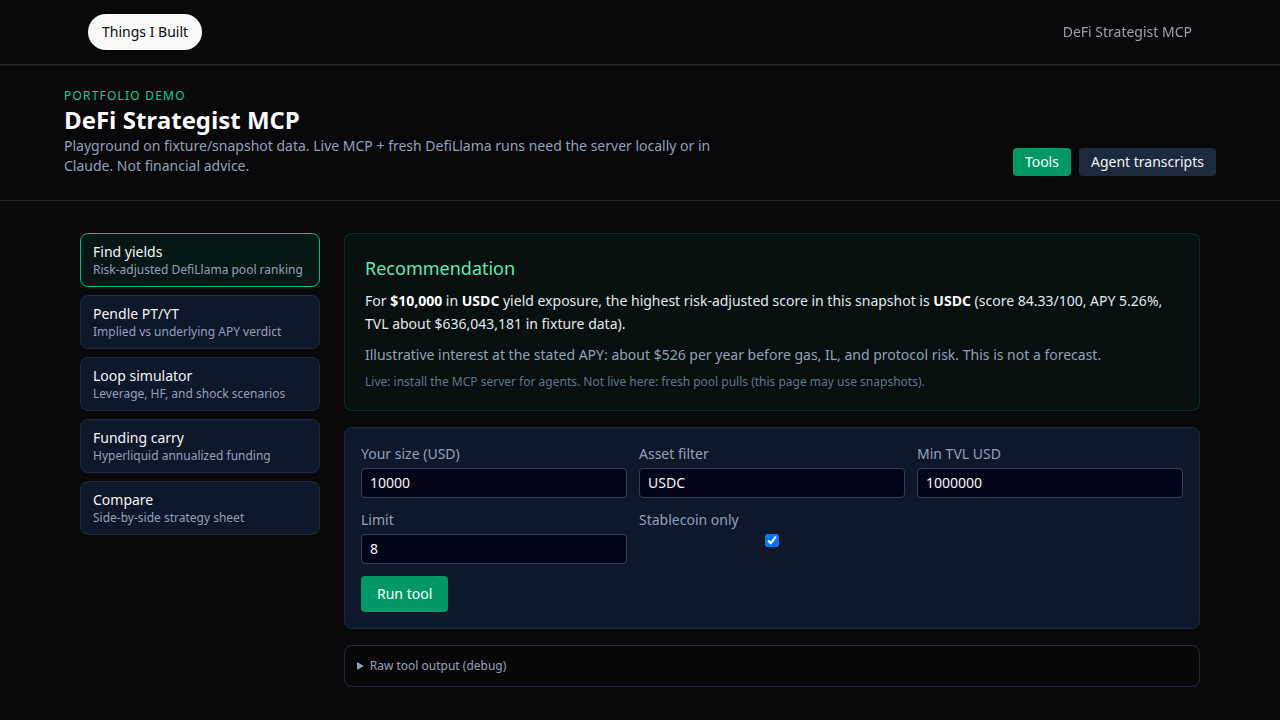 Things I Built
DeFi Strategist MCP
PORTFOLIO DEMO
DeFi Strategist MCP
Playground on fixture/snapshot data. Live MCP + fresh DefiLlama runs need the server locally or in
Claude. Not financial advice.
Tools
Agent transcripts
Find yields
Risk-adjusted DefiLlama pool ranking
Pendle PT/YT
Implied vs underlying APY verdict
Loop simulator
Leverage, HF, and shock scenarios
Funding carry
Hyperliquid annualized funding
Compare
Side-by-side strategy sheet
Recommendation
For $10,000 in USDC yield exposure, the highest risk-adjusted score in this snapshot is USDC (score 84.33/100, APY 5.26%,
TVL about $636,043,181 in fixture data).
Illustrative interest at the stated APY: about $526 per year before gas, IL, and protocol risk. This is not a forecast.
Live: install the MCP server for agents. Not live here: fresh pool pulls (this page may use snapshots).
Your size (USD)
Asset filter
Min TVL USD
10000
USDC
1000000
Limit
Stablecoin only
8
Run tool
Raw tool output (debug)